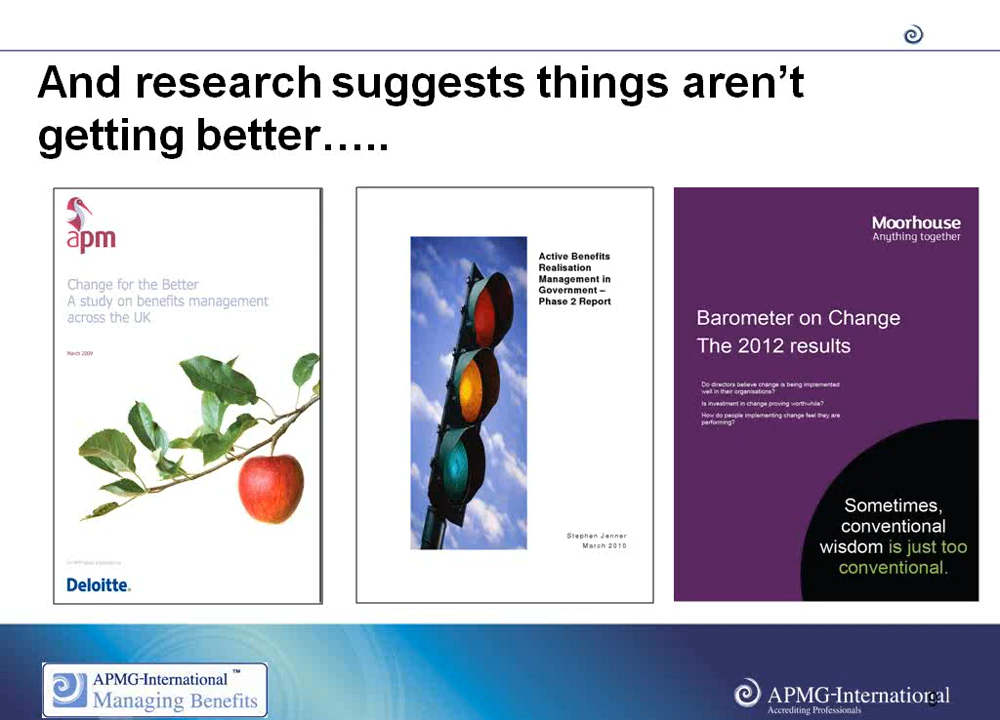 And research suggests things aren't
getting better.....
apm
Change for the Better
A study on benefits management
across the UK
March 2009
Deloitte.
Active Benefits
Realisation
Management in
Government –
Phase 2 Report
Stephen Jenner
March 2010
Moorhouse
Anything together
Barometer on Change
The 2012 results
Do directors believe change is being implemented
well in their organisations?
Is investment in change proving worthwhile?
How do people implementing change feel they are
performing?
Sometimes,
conventional
wisdom is just too
conventional.
APMG-International™
Managing Benefits
APMG-International
Accrediting Professionals
9